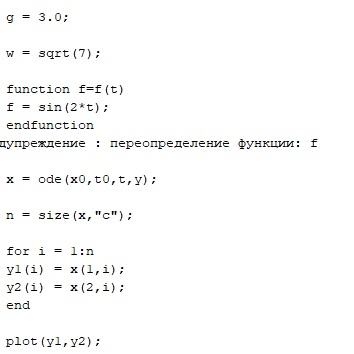 g = 3.0;
w = sqrt(7);
function f=f(t)
f = sin(2*t);
endfunction
дупреждение : переопределение функции: f
x = ode(x0,t0,t,y);
n = size(x,"c");
for i = 1:n
y1(i) = x(1,i);
y2(i) = x(2,i);
end
plot(y1,y2);